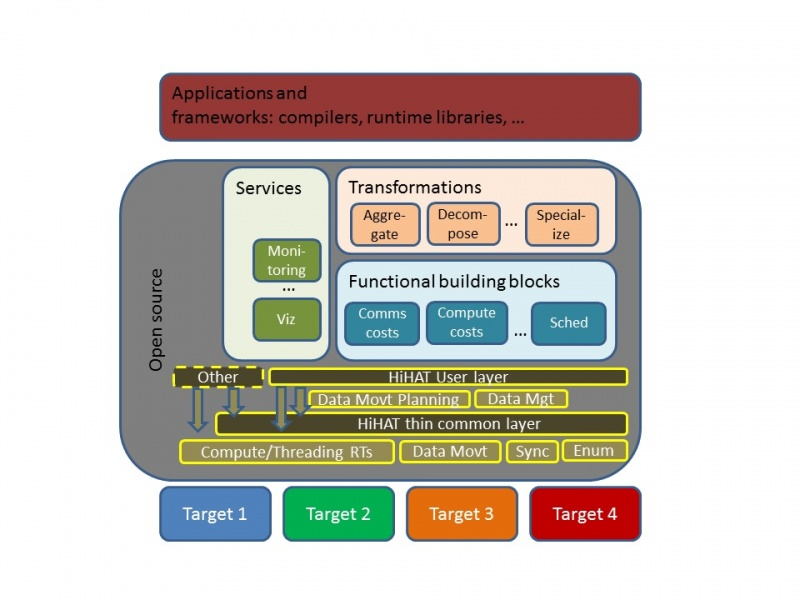 Applications and
frameworks: compilers, runtime libraries, ...
Open source
Services
Moni-
toring
...
Viz
Transformations
Aggre-
gate
Decom-
pose
...
Special-
ize
Functional building blocks
Comms
costs
Compute
costs
...
Sched
Other
HiHAT User layer
Data Movt Planning
Data Mgt
HiHAT thin common layer
Compute/Threading RTs
Data Movt
Sync
Enum
Target 1
Target 2
Target 3
Target 4